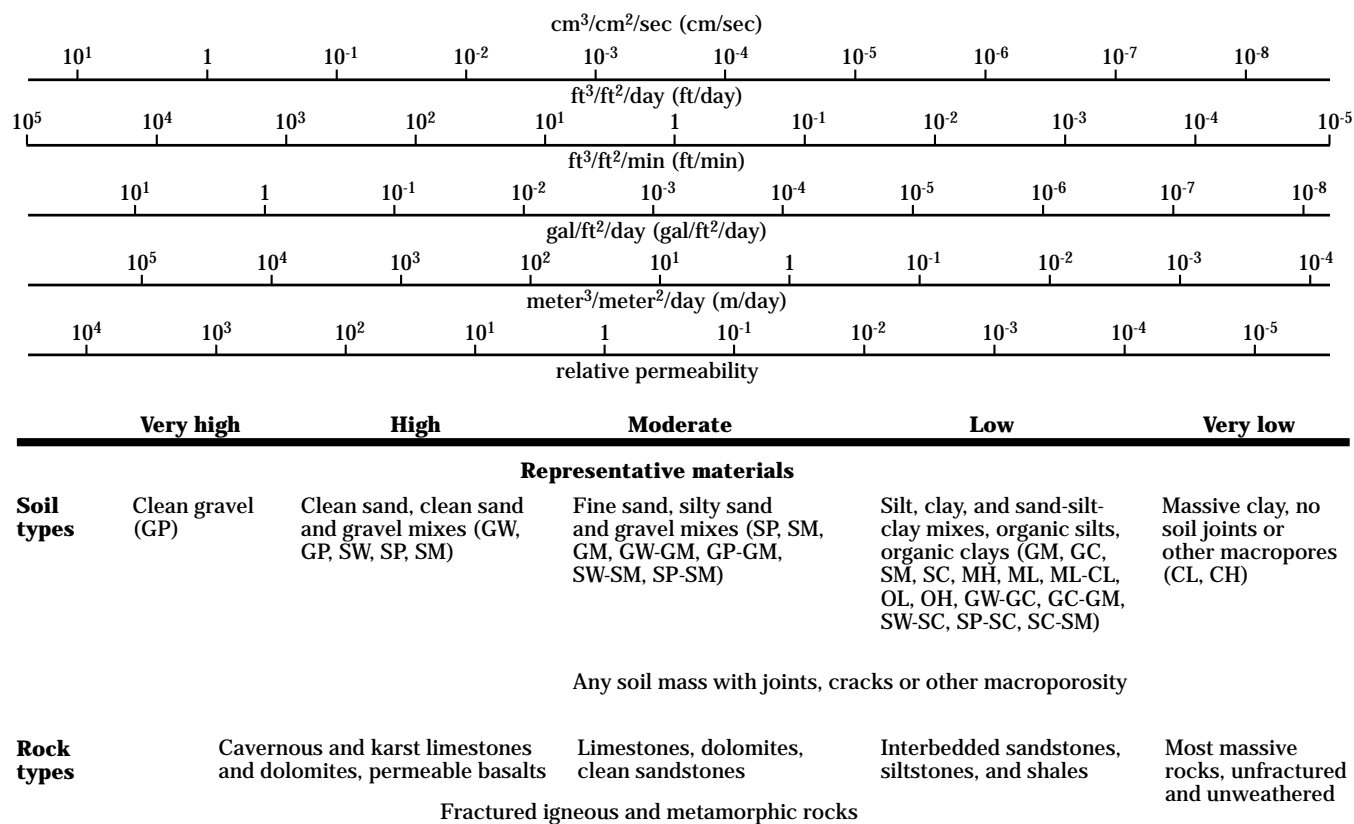 cm³/cm²/sec (cm/sec)
10¹ 1 10⁻¹ 10⁻² 10⁻³ 10⁻⁴ 10⁻⁵ 10⁻⁶ 10⁻⁷ 10⁻⁸
ft³/ft²/day (ft/day)
10⁵ 10⁴ 10³ 10² 10¹ 1 10⁻¹ 10⁻² 10⁻³ 10⁻⁴ 10⁻⁵
ft³/ft²/min (ft/min)
10¹ 1 10⁻¹ 10⁻² 10⁻³ 10⁻⁴ 10⁻⁵ 10⁻⁶ 10⁻⁷ 10⁻⁸
gal/ft²/day (gal/ft²/day)
10⁵ 10⁴ 10³ 10² 10¹ 1 10⁻¹ 10⁻² 10⁻³ 10⁻⁴
meter³/meter²/day (m/day)
10⁴ 10³ 10² 10¹ 1 10⁻¹ 10⁻² 10⁻³ 10⁻⁴ 10⁻⁵
relative permeability
Very high High Moderate Low Very low
Representative materials
Soil
types
Clean gravel
(GP)
Clean sand, clean sand
and gravel mixes (GW,
GP, SW, SP, SM)
Fine sand, silty sand
and gravel mixes (SP, SM,
GM, GW-GM, GP-GM,
SW-SM, SP-SM)
Silt, clay, and sand-silt-
clay mixes, organic silts,
organic clays (GM, GC,
SM, SC, MH, ML, ML-CL,
OL, OH, GW-GC, GC-GM,
SW-SC, SP-SC, SC-SM)
Massive clay, no
soil joints or
other macropores
(CL, CH)
Any soil mass with joints, cracks or other macroporosity
Rock
types
Cavernous and karst limestones
and dolomites, permeable basalts
Limestones, dolomites,
clean sandstones
Interbedded sandstones,
siltstones, and shales
Most massive
rocks, unfractured
and unweathered
Fractured igneous and metamorphic rocks